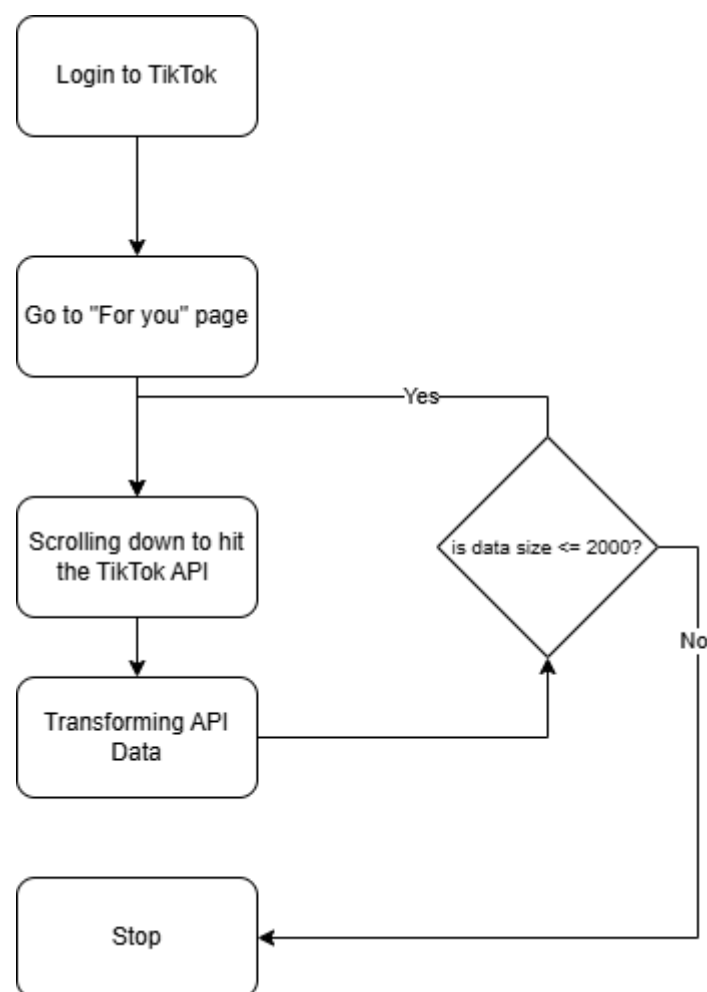 Login to TikTok
Go to "For you" page
Yes
Scrolling down to hit
the TikTok API
is data size <= 2000?
No
Transforming API
Data
Stop